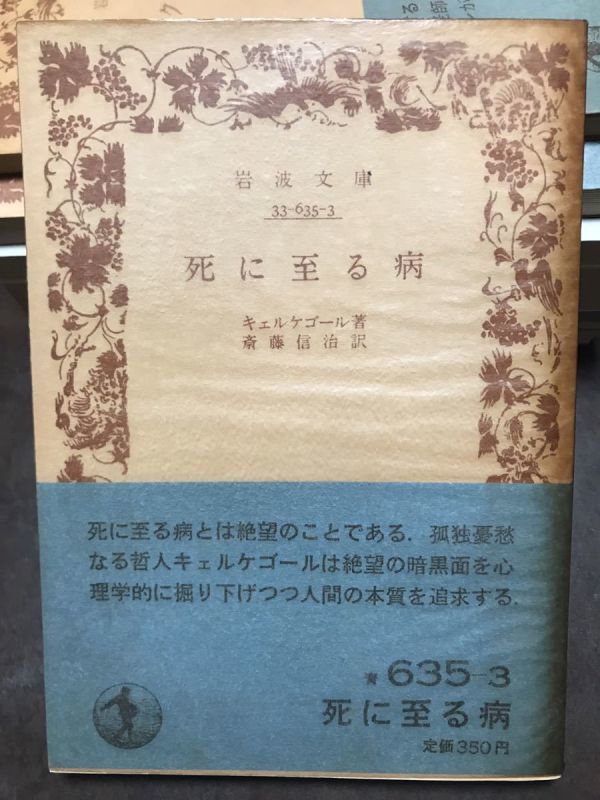 岩波文庫
33-635-3
死に至る病
キェルケゴール著
斎藤信治訳
死に至る病とは絶望のことである．孤独憂愁
なる哲人キェルケゴールは絶望の暗黒面を心
理学的に掘り下げつつ人間の本質を追求する．
青 635-3
死に至る病
定価350円